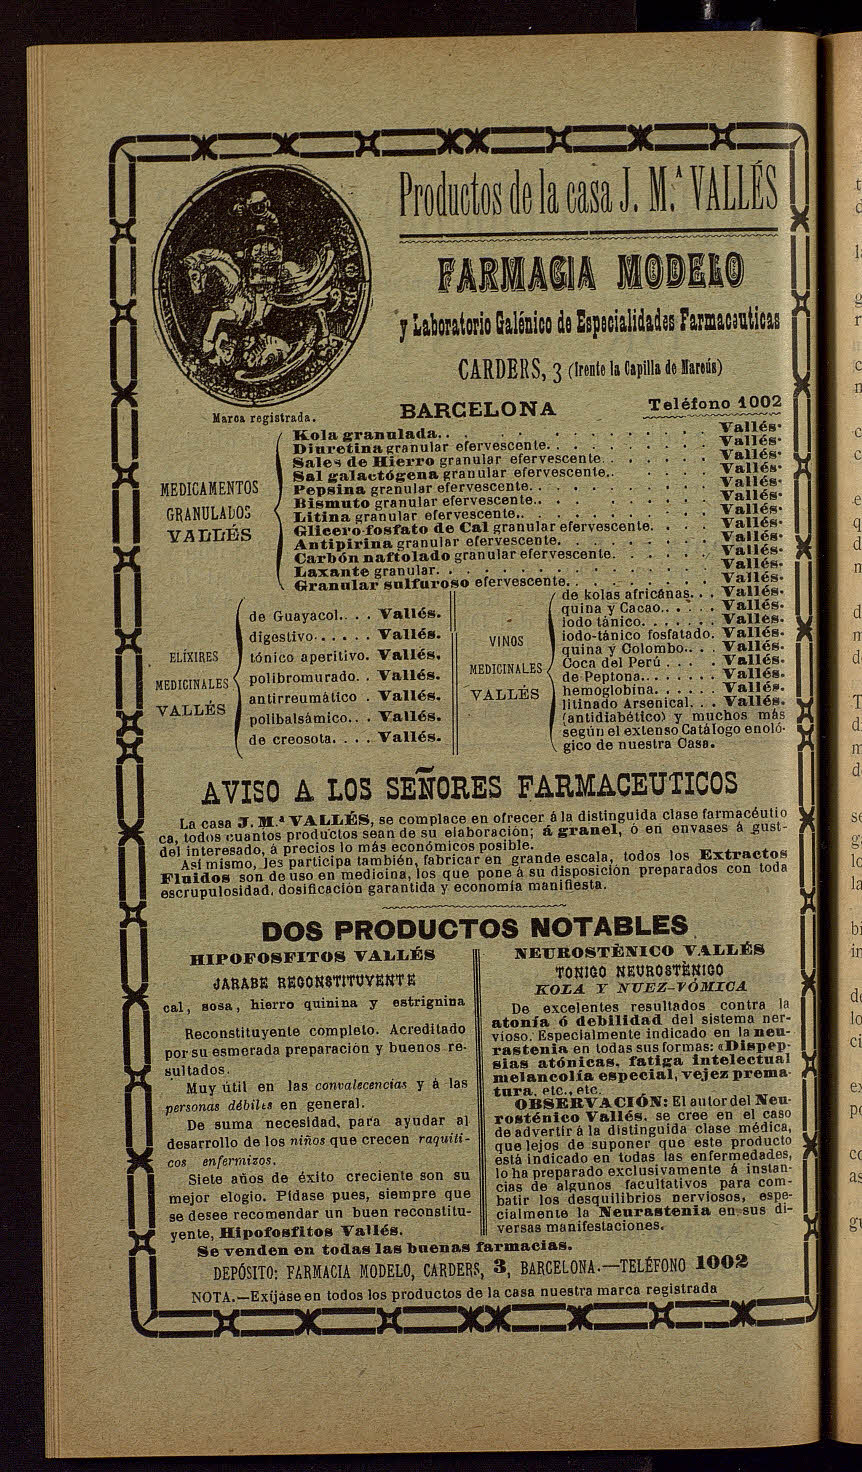 Productos de la casa J. M.ª VALLÉS
FARMACIA MODELO
y Laboratorio Galénico de Especialidades Farmaceuticas
CARDERS, 3 (frente la Capilla de Marcús)
Marca registrada.
BARCELONA
Teléfono 1002
MEDICAMENTOS
GRANULADOS
VALLÉS
Kola granulada. . . . . . . . . . . . Vallés.
Diuretina granular efervescente. . . . . . . . . Vallés.
Sales de Hierro granular efervescente. . . . . . . Vallés.
Sal galactógena granular efervescente. . . . . . . Vallés.
Pepsina granular efervescente. . . . . . . . . . Vallés.
Bismuto granular efervescente. . . . . . . . . . Vallés.
Litina granular efervescente. . . . . . . . . . . Vallés.
Glicero-fosfato de Cal granular efervescente. . . . Vallés.
Antipirina granular efervescente. . . . . . . . . Vallés.
Carbón naftolado granular efervescente. . . . . . Vallés.
Laxante granular. . . . . . . . . . . . . Vallés.
Granular sulfuroso efervescente. . . . . . . . Vallés.
ELÍXIRES
MEDICINALES
VALLÉS
de Guayacol. . . . Vallés.
digestivo. . . . . . Vallés.
tónico aperitivo. Vallés.
polibromurado. . Vallés.
antirreumático . Vallés.
polibalsámico. . . Vallés.
de creosota. . . . . Vallés.
VINOS
MEDICINALES
VALLÉS
de kolas africánas. . . Vallés.
quina y Cacao. . . . . . Vallés.
iodo tánico. . . . . . . Valles.
iodo-tánico fosfatado. Vallés.
quina y Colombo. . . . Vallés.
Coca del Perú . . . . Vallés.
de Peptona. . . . . . . . Vallés.
hemoglobina. . . . . . Vallés.
litinado Arsenical. . . Vallés.
(antidiabético) y muchos más
según el extenso Catálogo enoló-
gico de nuestra Casa.
AVISO A LOS SEÑORES FARMACEUTICOS
La casa J. M.ª VALLÉS, se complace en ofrecer á la distinguida clase farmacéutio
ca, todos cuantos productos sean de su elaboración; á granel, ó en envases á gust-
del interesado, á precios lo más económicos posible.
Así mismo, les participa también, fabricar en grande escala, todos los Extractos
Fluidos son de uso en medicina, los que pone á su disposición preparados con toda
escrupulosidad, dosificación garantida y economía manifiesta.
DOS PRODUCTOS NOTABLES
HIPOFOSFITOS VALLÉS
JARABE RECONSTITUYENTE
cal, sosa, hierro quinina y estrignina
Reconstituyente completo. Acreditado
por su esmerada preparación y buenos re-
sultados.
Muy útil en las convalecencias y á las
personas débiles en general.
De suma necesidad, para ayudar al
desarrollo de los niños que crecen raquíti-
cos enfermizos.
Siete años de éxito creciente son su
mejor elogio. Pídase pues, siempre que
se desee recomendar un buen reconstitu-
yente, Hipofosfitos Vallés.
NEUROSTÈNICO VALLÉS
TONICO NEUROSTÈNICO
KOLA Y NUEZ-VÓMICA
De excelentes resultados contra la
atonía ó debilidad del sistema ner-
vioso. Especialmente indicado en la neu-
rastenia en todas sus formas: «Dispep-
sias atónicas, fatiga intelectual
melancolía especial, vejez prema-
tura, etc., etc.
OBSERVACIÓN: El autor del Neu-
rosténico Vallés, se cree en el caso
de advertir á la distinguida clase médica,
que lejos de suponer que este producto
está indicado en todas las enfermedades,
lo ha preparado exclusivamente á instan-
cias de algunos facultativos para com-
batir los desquilibrios nerviosos, espe-
cialmente la Neurastenia en sus di-
versas manifestaciones.
Se venden en todas las buenas farmacias.
DEPÓSITO: FARMACIA MODELO, CARDERS, 3, BARCELONA.—TELÉFONO 1002
NOTA.—Exíjase en todos los productos de la casa nuestra marca registrada